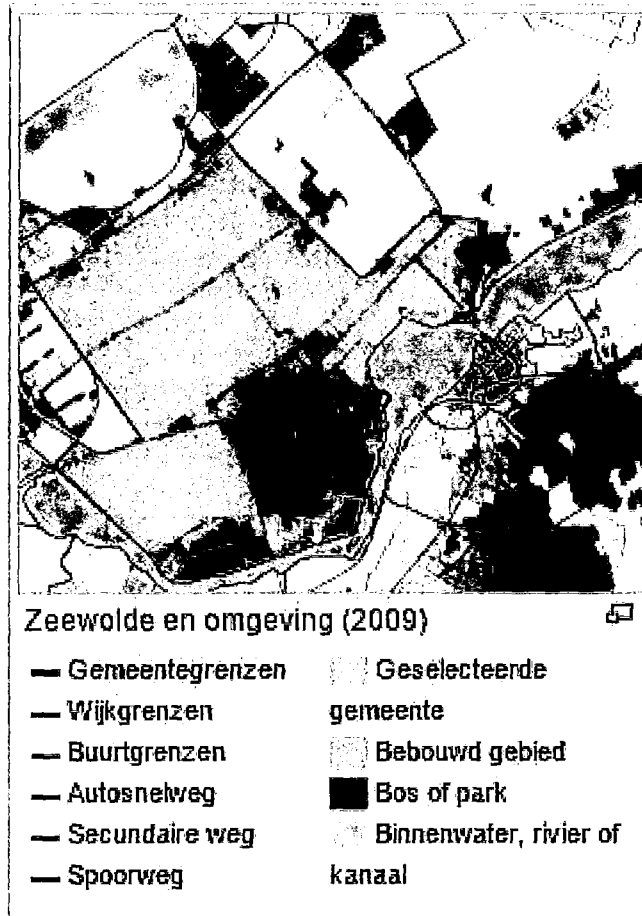 Zeewolde en omgeving (2009)
Gemeentegrenzen
Wijkgrenzen
Buurtgrenzen
Autosnelweg
Secundaire weg
Spoorweg
Geselecteerde
gemeente
Bebouwd gebied
Bos of park
Binnenwater, rivier of
kanaal